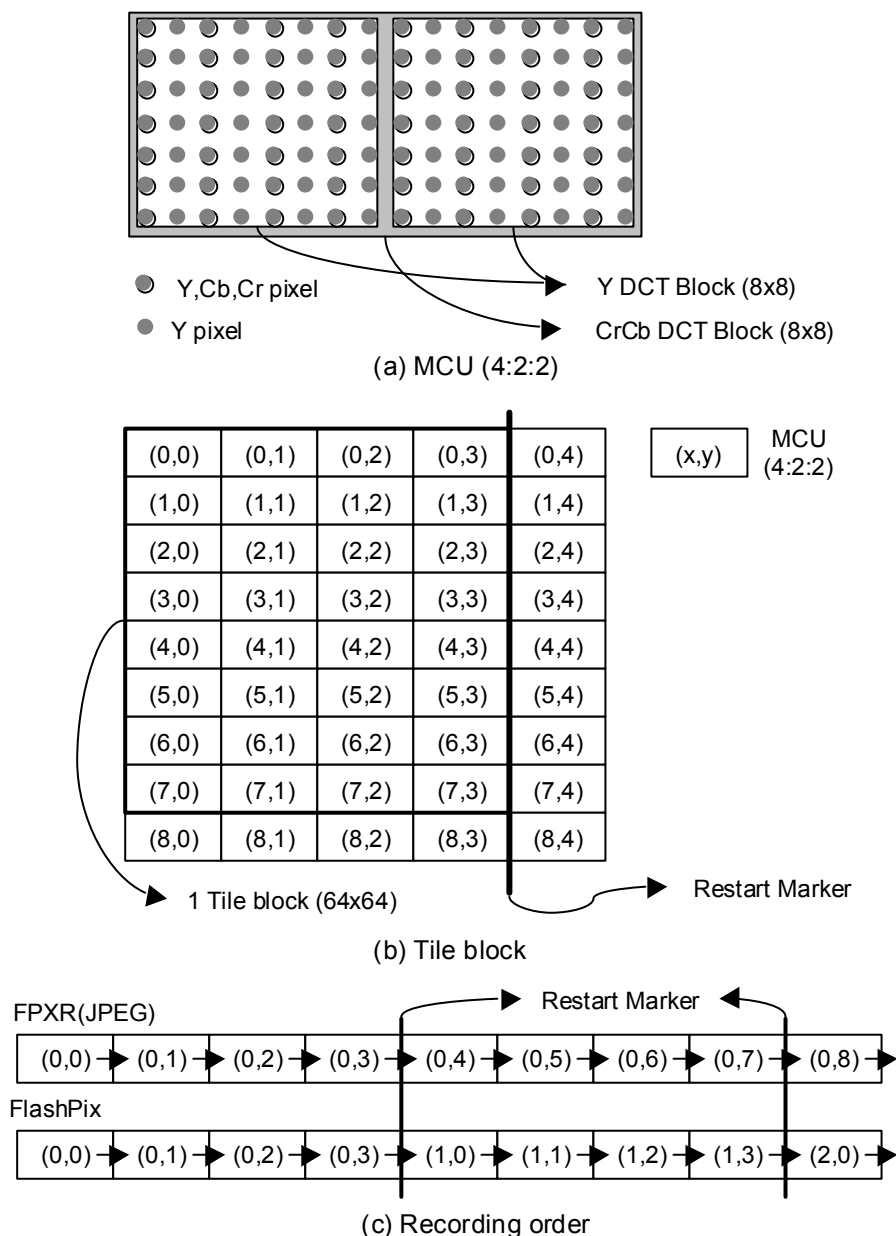 Y,Cb,Cr pixel
Y DCT Block (8x8)
Y pixel
CrCb DCT Block (8x8)
(a) MCU (4:2:2)
(0,0) (0,1) (0,2) (0,3) (0,4)
(x,y)
MCU
(4:2:2)
(1,0) (1,1) (1,2) (1,3) (1,4)
(2,0) (2,1) (2,2) (2,3) (2,4)
(3,0) (3,1) (3,2) (3,3) (3,4)
(4,0) (4,1) (4,2) (4,3) (4,4)
(5,0) (5,1) (5,2) (5,3) (5,4)
(6,0) (6,1) (6,2) (6,3) (6,4)
(7,0) (7,1) (7,2) (7,3) (7,4)
(8,0) (8,1) (8,2) (8,3) (8,4)
1 Tile block (64x64)
Restart Marker
(b) Tile block
Restart Marker
FPXR(JPEG)
(0,0) (0,1) (0,2) (0,3) (0,4) (0,5) (0,6) (0,7) (0,8)
FlashPix
(0,0) (0,1) (0,2) (0,3) (1,0) (1,1) (1,2) (1,3) (2,0)
(c) Recording order